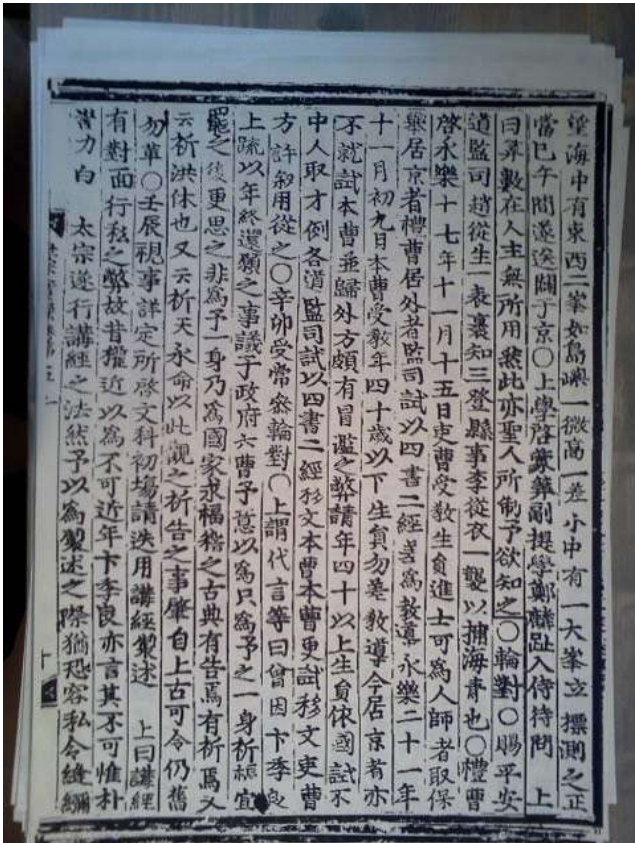 望海中有東西二峯如島嶼一微高一差小中有一大峯立標測之正
當巳午間遂送關于京○上學啓蒙算副提學鄭麟趾入侍待問 上
曰算數在人主無所用然此亦聖人所制予欲知之○輪對○賜平安
道監司趙從生一表裏知三登縣事李從衣一襲以捕海靑也○禮曹
啓永樂十七年十一月十五日吏曹受敎生員進士可爲人師者取保
擧居京者禮曹居外者監司試以四書二經差爲敎導永樂二十一年
十一月初九日本曹受敎年四十歲以下生員勿差敎導今居京者亦
不就試本曹並歸外方頗有冒濫之弊請年四十以上生員依國試不
中人取才例各道監司試以四書二經移文本曹本曹更試移文吏曹
方許叙用從之○辛卯受常參輪對○上謂代言等曰曾因卞季良
上疏以年終還願之事議于政府六曹予意以爲只爲予之一身祈禳宜
罷之後更思之非爲予一身乃爲國家求福稽之古典有告焉有祈焉又
云祈洪休也又云祈天永命以此觀之祈告之事肇自上古可令仍舊
勿革○壬辰視事詳定所啓文科初場請迭用講經製述 上曰講經
有對面行私之弊故昔權近以爲不可近年卞季良亦言其不可惟朴
訔力白 太宗遂行講經之法然予以爲製述之際猶恐容私令縫彌